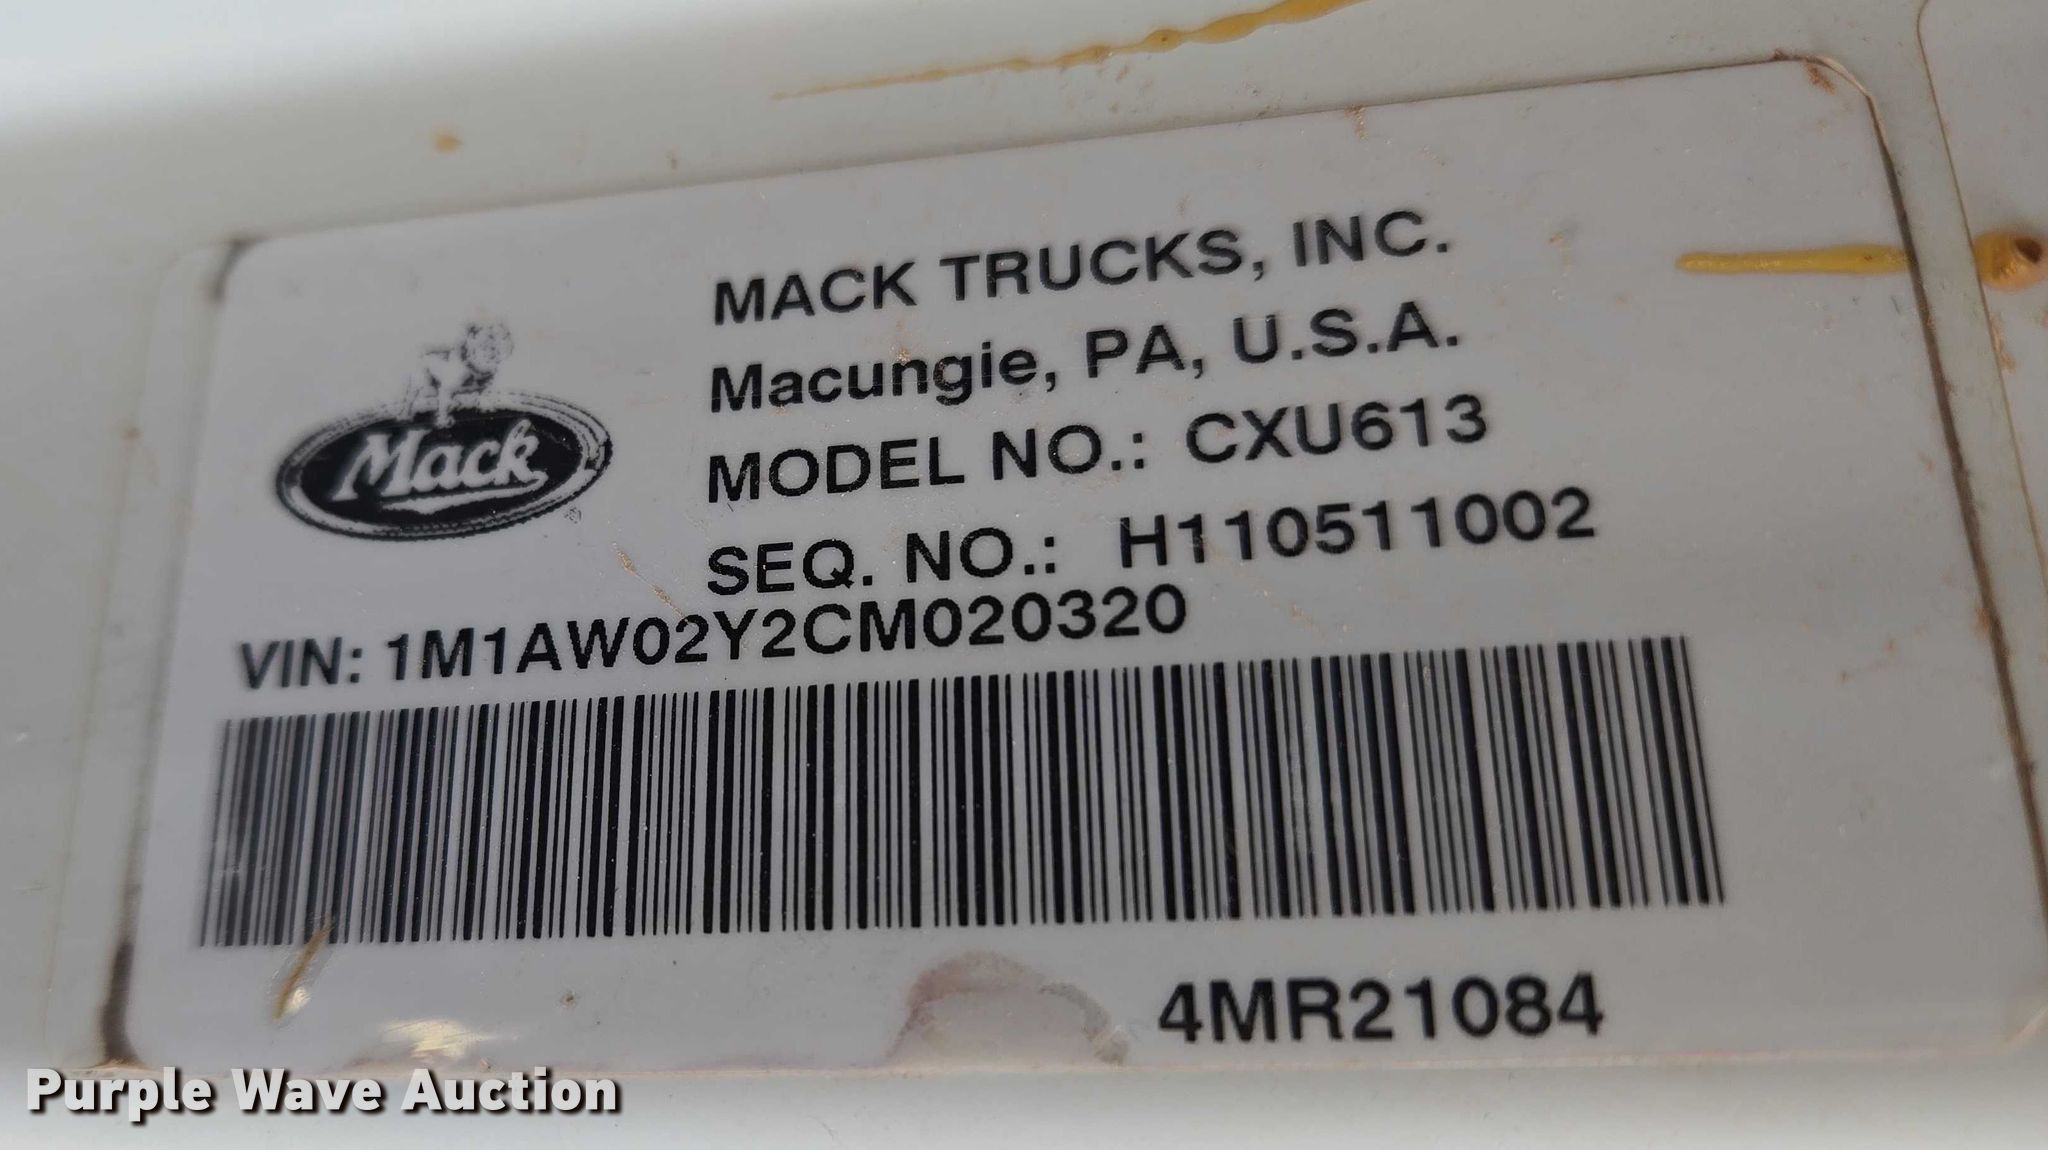 MACK TRUCKS, INC.
Macungie, PA, U.S.A.
Mack
MODEL NO.: CXU613
SEQ. NO.: H110511002
VIN: 1M1AW02Y2CM020320
4MR21084
Purple Wave Auction